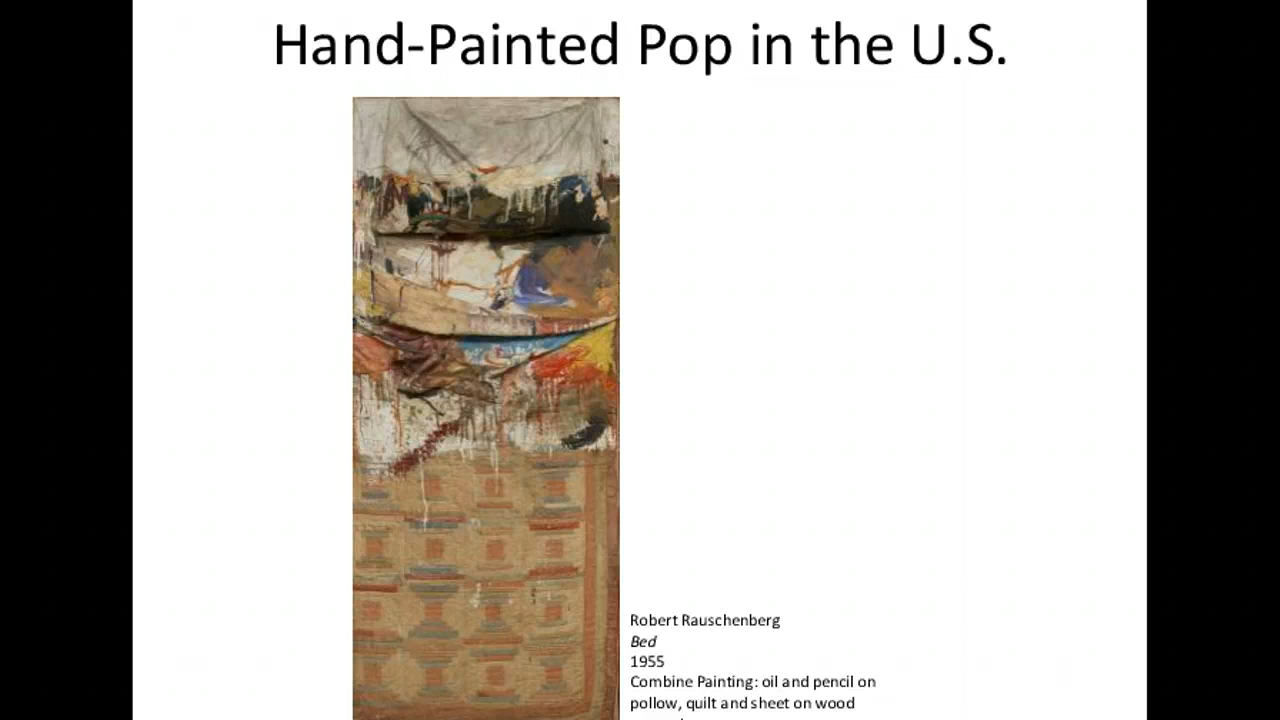 Hand-Painted Pop in the U.S.
Robert Rauschenberg
Bed
1955
Combine Painting: oil and pencil on
pollow, quilt and sheet on wood